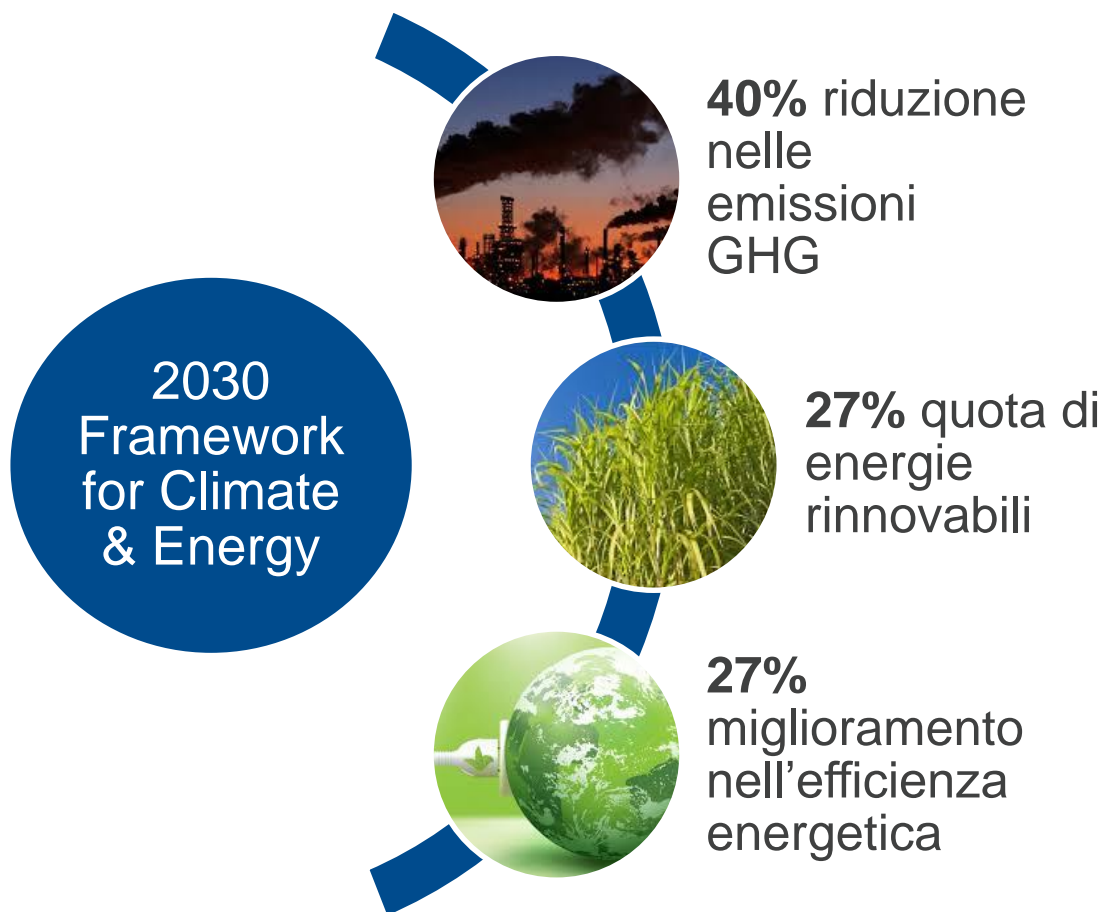 2030
Framework
for Climate
& Energy
40% riduzione
nelle
emissioni
GHG
27% quota di
energie
rinnovabili
27%
miglioramento
nell’efficienza
energetica